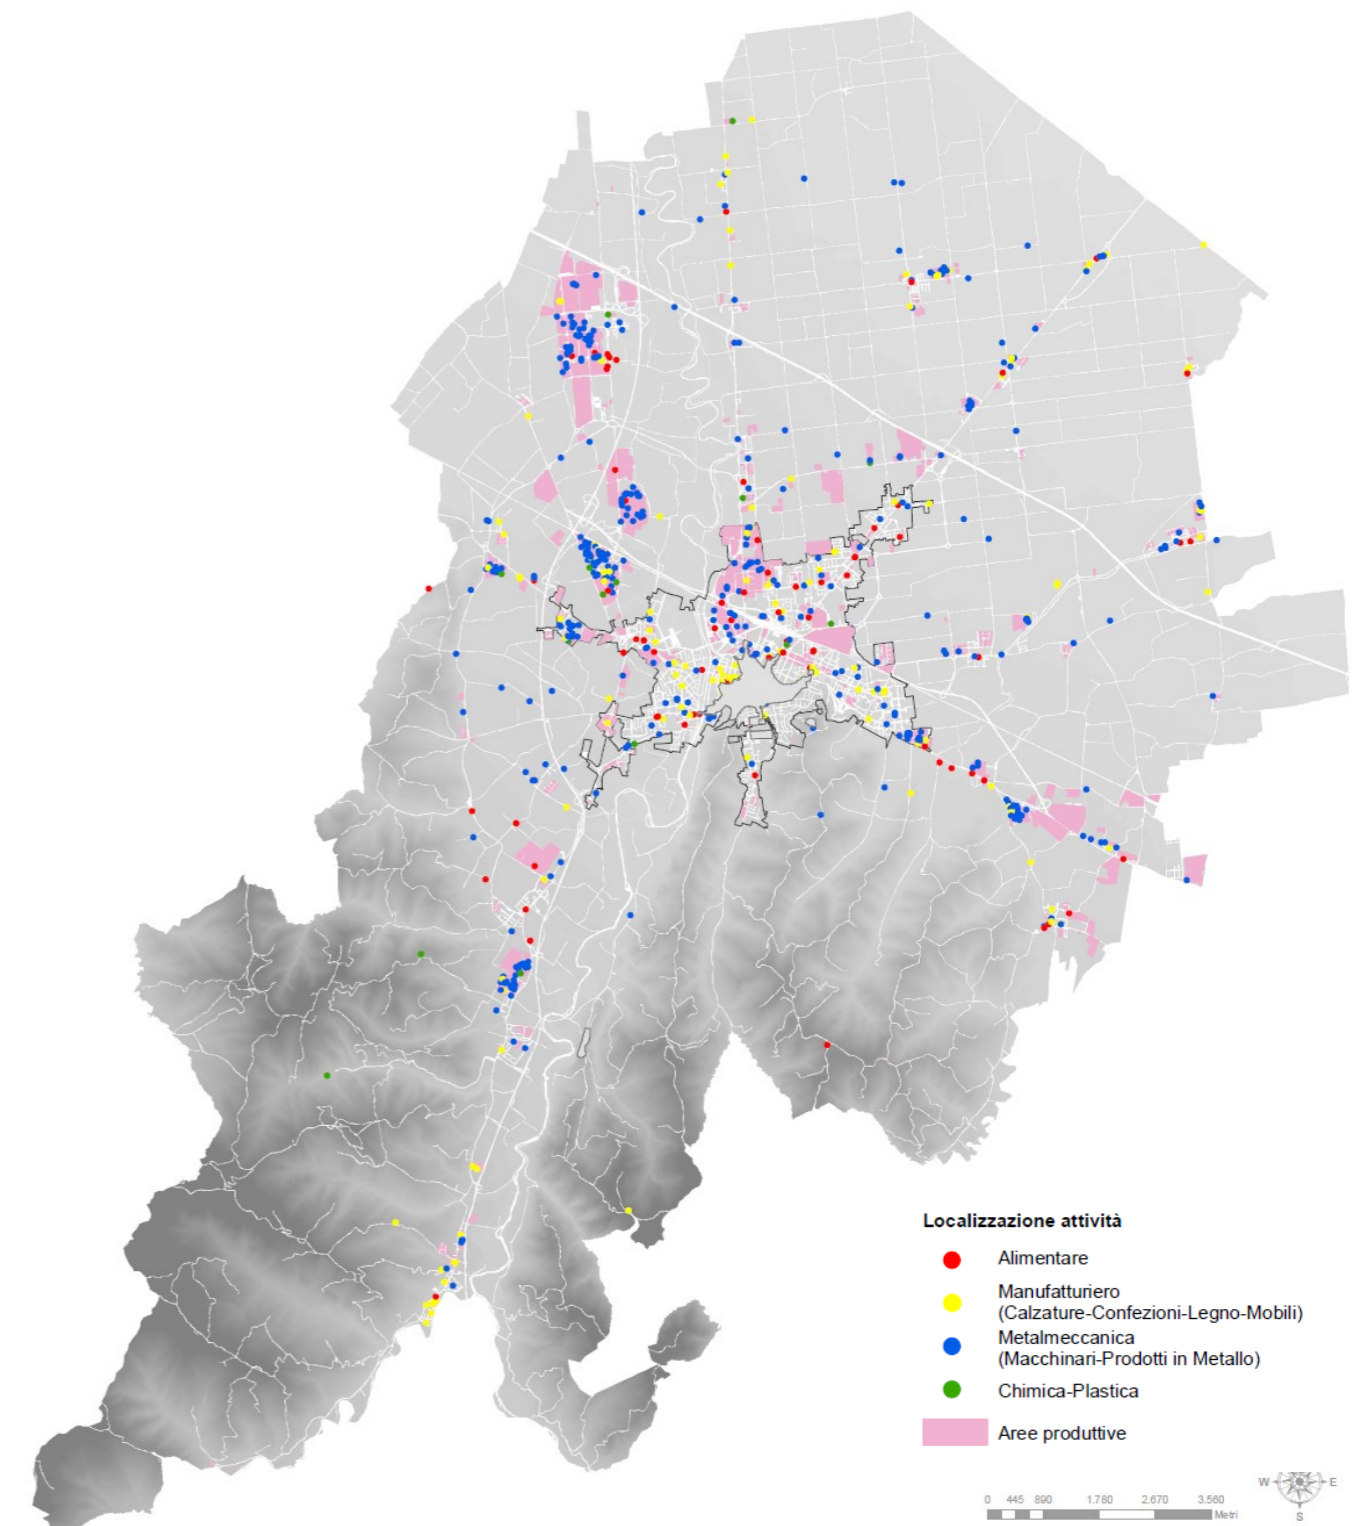 Localizzazione attività
Alimentare
Manufatturiero
(Calzature-Confezioni-Legno-Mobili)
Metalmeccanica
(Macchinari-Prodotti in Metallo)
Chimica-Plastica
Aree produttive
W E
S
0 445 890 1.780 2.670 3.560
Metri